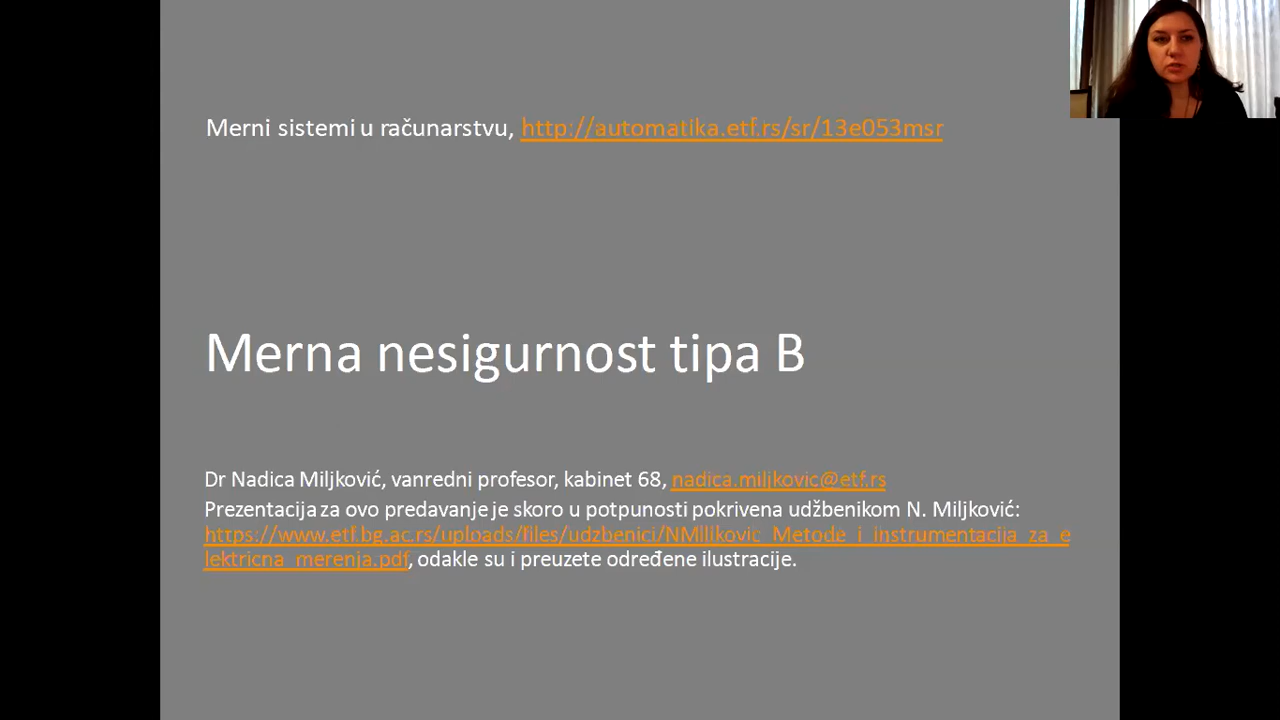 Merni sistemi u računarstvu, http://automatika.etf.rs/sr/13e053msr
Merna nesigurnost tipa B
Dr Nadica Miljković, vanredni profesor, kabinet 68, nadica.miljkovic@etf.rs
Prezentacija za ovo predavanje je skoro u potpunosti pokrivena udžbenikom N. Miljković:
https://www.etf.bg.ac.rs/uploads/files/udzbenici/NMiljkovic_Metode_i_instrumentacija_za_e
lektricna_merenja.pdf, odakle su i preuzete određene ilustracije.